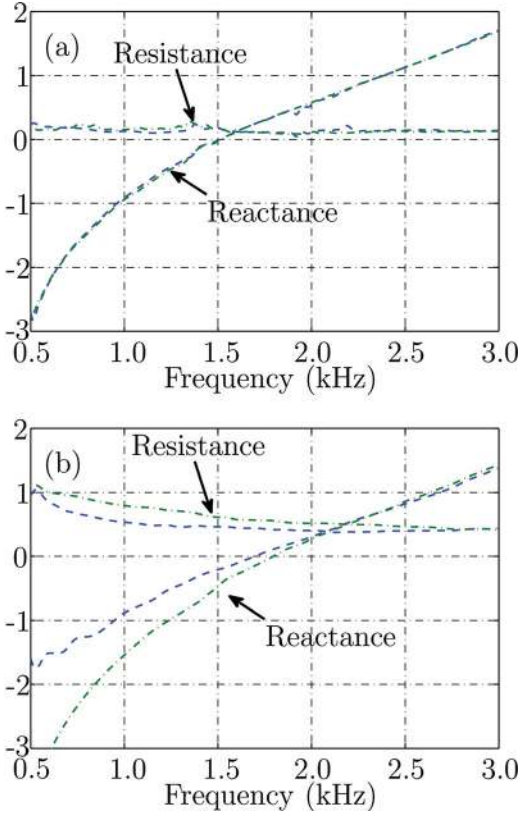 2
(a)
Resistance
1
0
-1
Reactance
-2
-3
0.5 1.0 1.5 2.0 2.5 3.0
Frequency (kHz)
2
(b)
Resistance
1
0
-1
Reactance
-2
-3
0.5 1.0 1.5 2.0 2.5 3.0
Frequency (kHz)